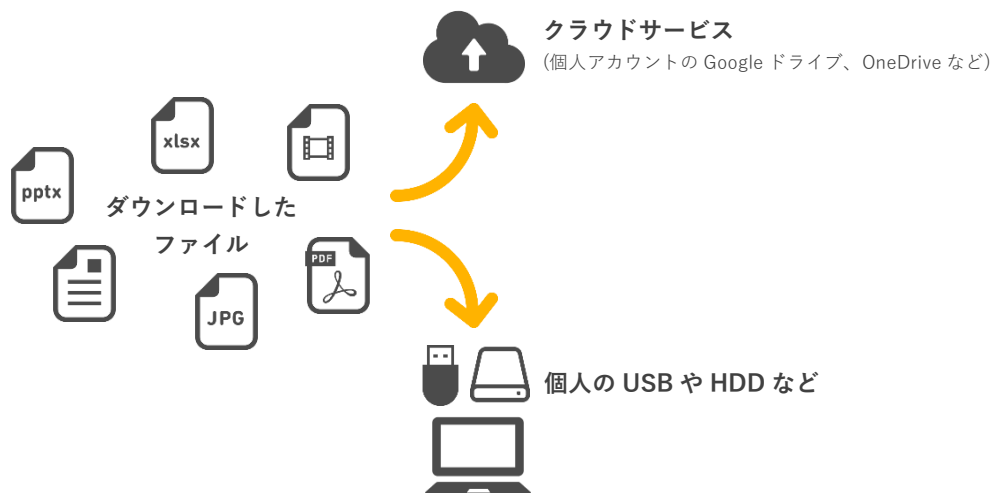 クラウドサービス
(個人アカウントの Google ドライブ、OneDrive など)
xlsx
pptx
ダウンロードした
ファイル
PDF
JPG
個人の USB や HDD など